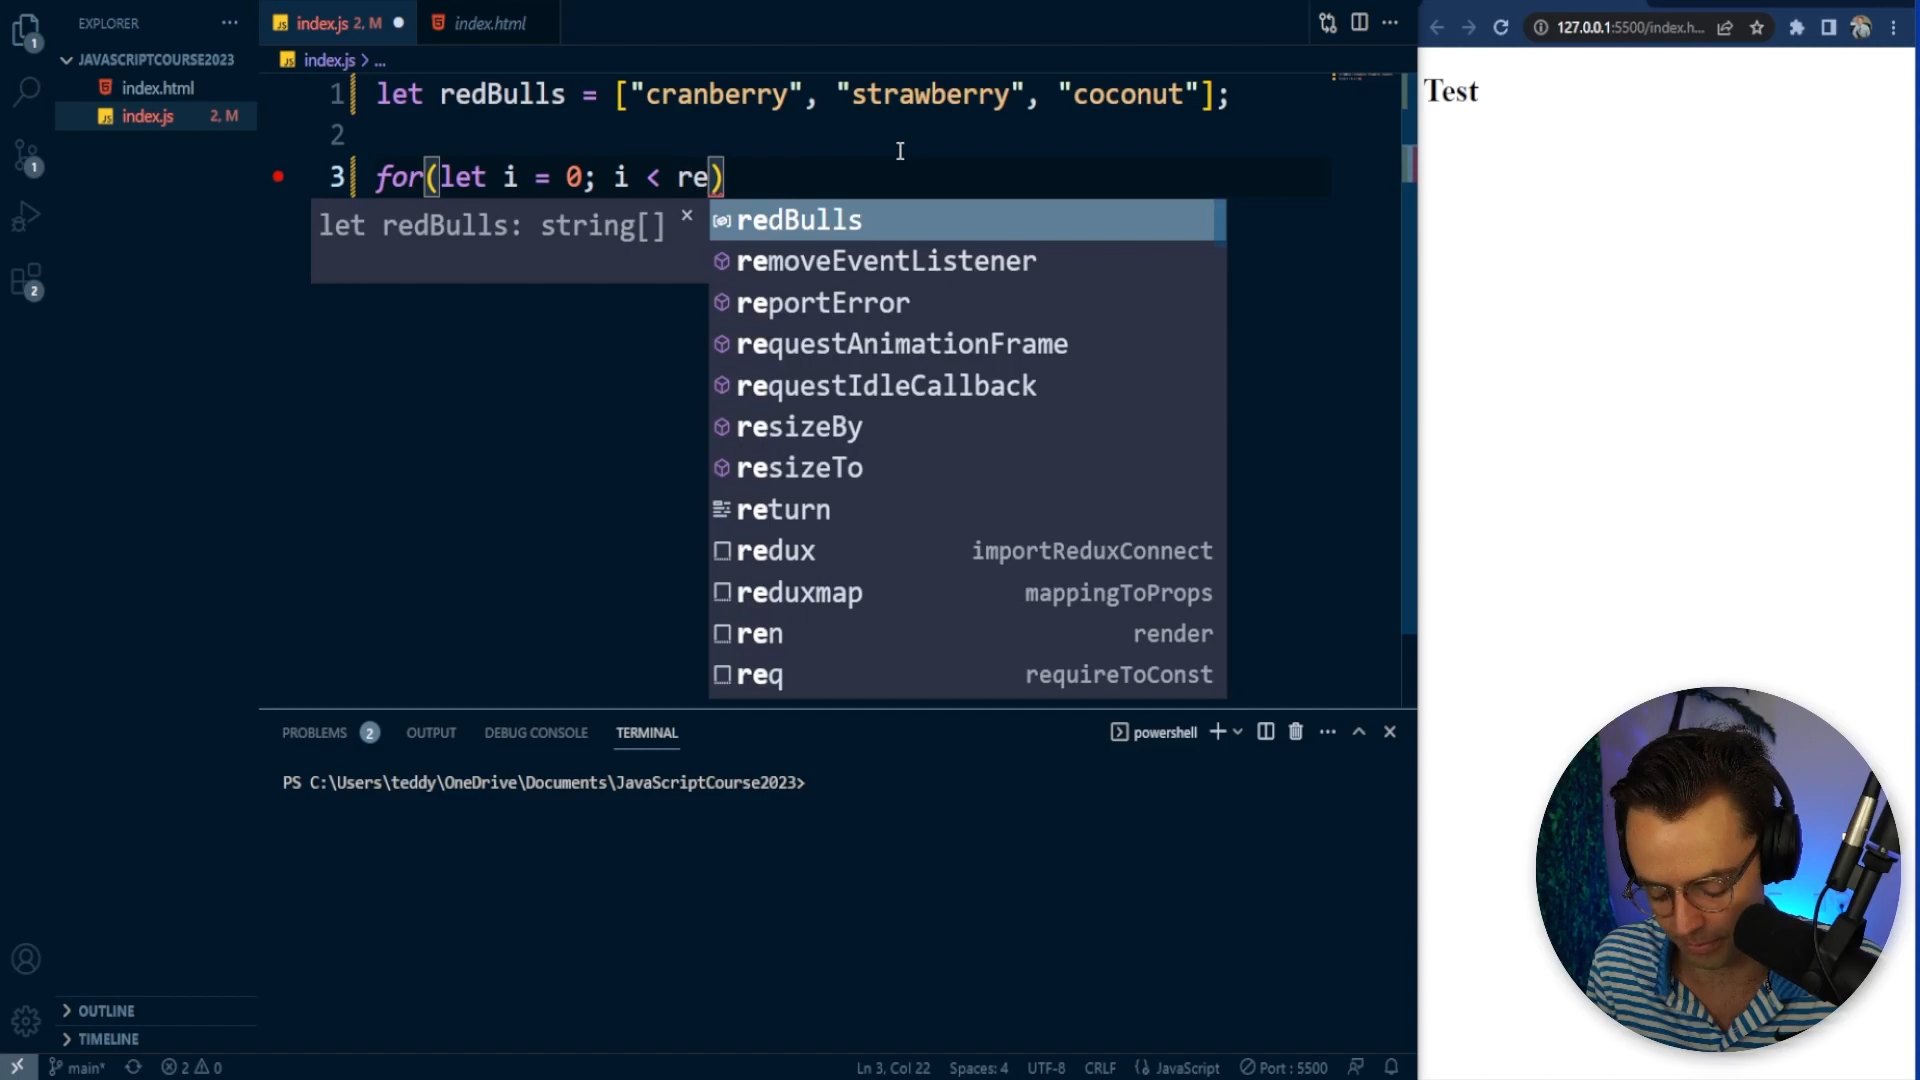 EXPLORER
JAVASCRIPTCOURSE2023
index.html
index.js 2, M
1
1
2
OUTLINE
TIMELINE
index.js 2, M
index.html
index.js > ...
1 let redBulls = ["cranberry", "strawberry", "coconut"];
2
3 for(let i = 0; i < re)
let redBulls: string[]
redBulls
removeEventListener
reportError
requestAnimationFrame
requestIdleCallback
resizeBy
resizeTo
return
redux importReduxConnect
reduxmap mappingToProps
ren render
req requireToConst
PROBLEMS 2 OUTPUT DEBUG CONSOLE TERMINAL powershell
PS C:\Users\teddy\OneDrive\Documents\JavaScriptCourse2023>
main* 2 0 Ln 3, Col 22 Spaces: 4 UTF-8 CRLF JavaScript Port : 5500
127.0.0.1:5500/index.h...
Test